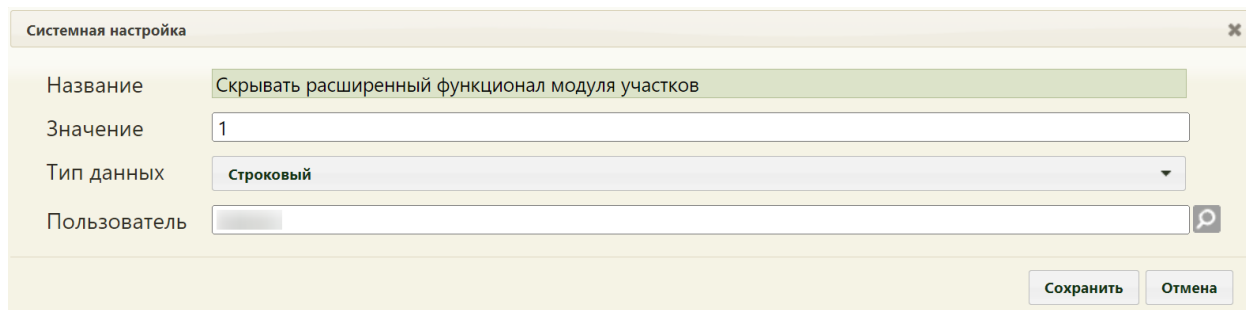 Системная настройка
Название Скрывать расширенный функционал модуля участков
Значение 1
Тип данных Строковый
Пользователь
Сохранить Отмена